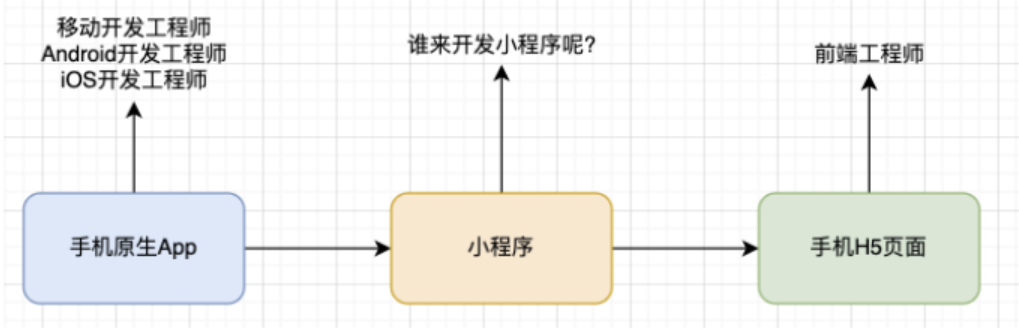 移动开发工程师
Android开发工程师
iOS开发工程师
谁来开发小程序呢?
前端工程师
手机原生App
小程序
手机H5页面